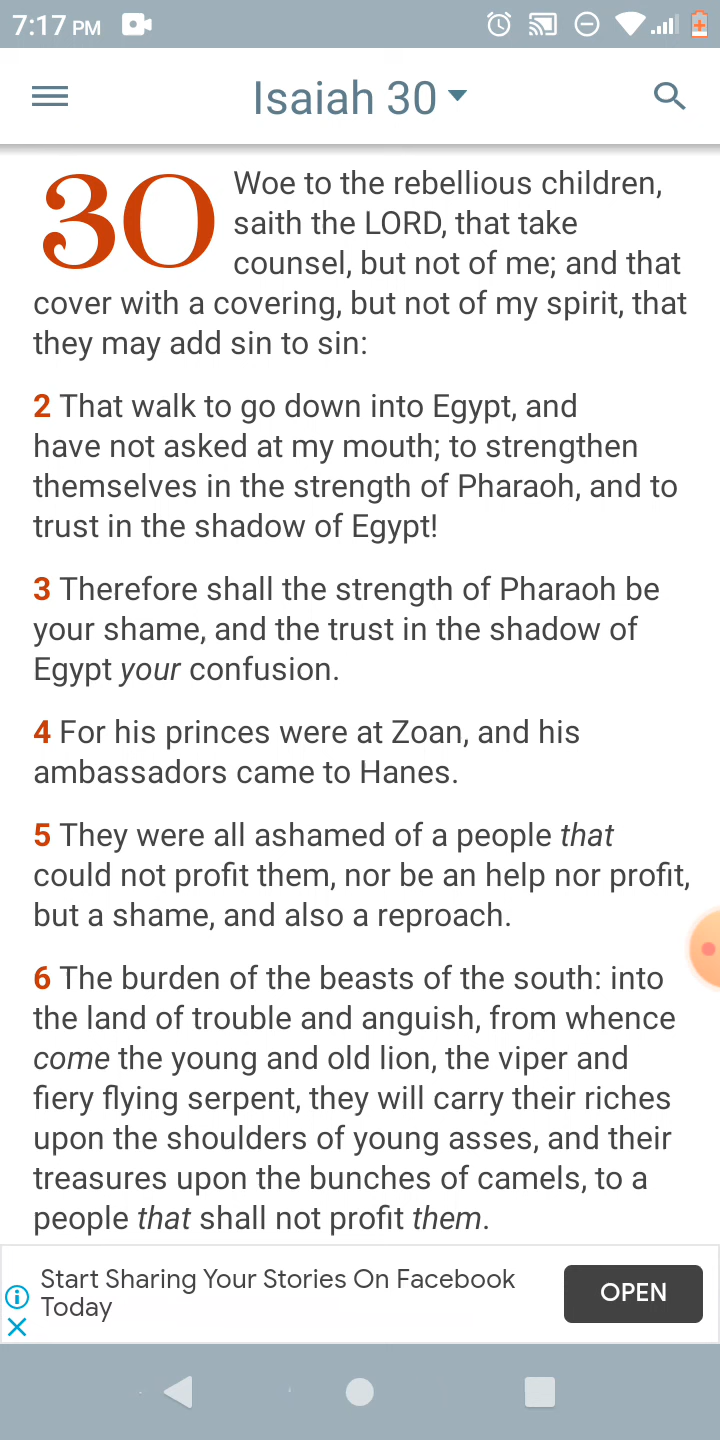 7:17 PM
Isaiah 30
30 Woe to the rebellious children,
saith the LORD, that take
counsel, but not of me; and that
cover with a covering, but not of my spirit, that
they may add sin to sin:
2 That walk to go down into Egypt, and
have not asked at my mouth; to strengthen
themselves in the strength of Pharaoh, and to
trust in the shadow of Egypt!
3 Therefore shall the strength of Pharaoh be
your shame, and the trust in the shadow of
Egypt your confusion.
4 For his princes were at Zoan, and his
ambassadors came to Hanes.
5 They were all ashamed of a people that
could not profit them, nor be an help nor profit,
but a shame, and also a reproach.
6 The burden of the beasts of the south: into
the land of trouble and anguish, from whence
come the young and old lion, the viper and
fiery flying serpent, they will carry their riches
upon the shoulders of young asses, and their
treasures upon the bunches of camels, to a
people that shall not profit them.
Start Sharing Your Stories On Facebook
Today
OPEN